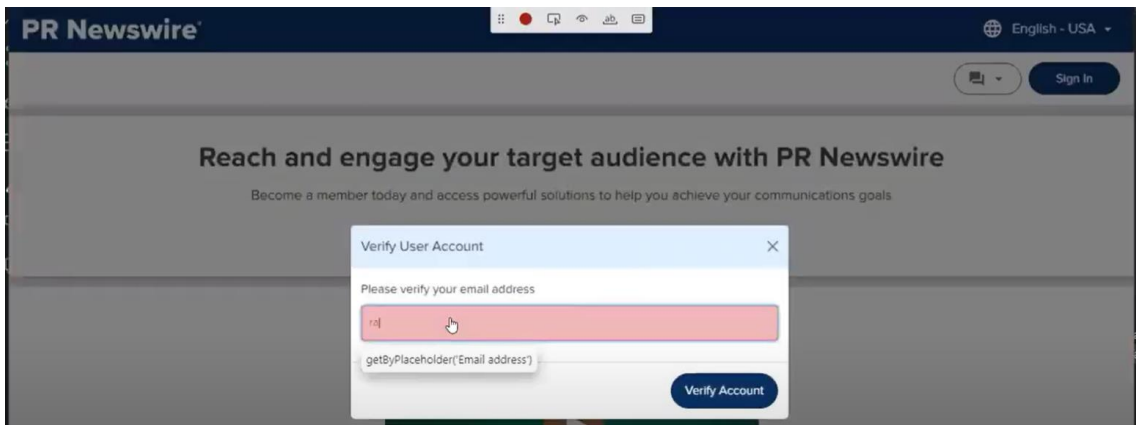 PR Newswire
ab
English - USA
Sign In
Reach and engage your target audience with PR Newswire
Become a member today and access powerful solutions to help you achieve your communications goals
Verify User Account
Please verify your email address
ra
getByPlaceholder('Email address')
Verify Account